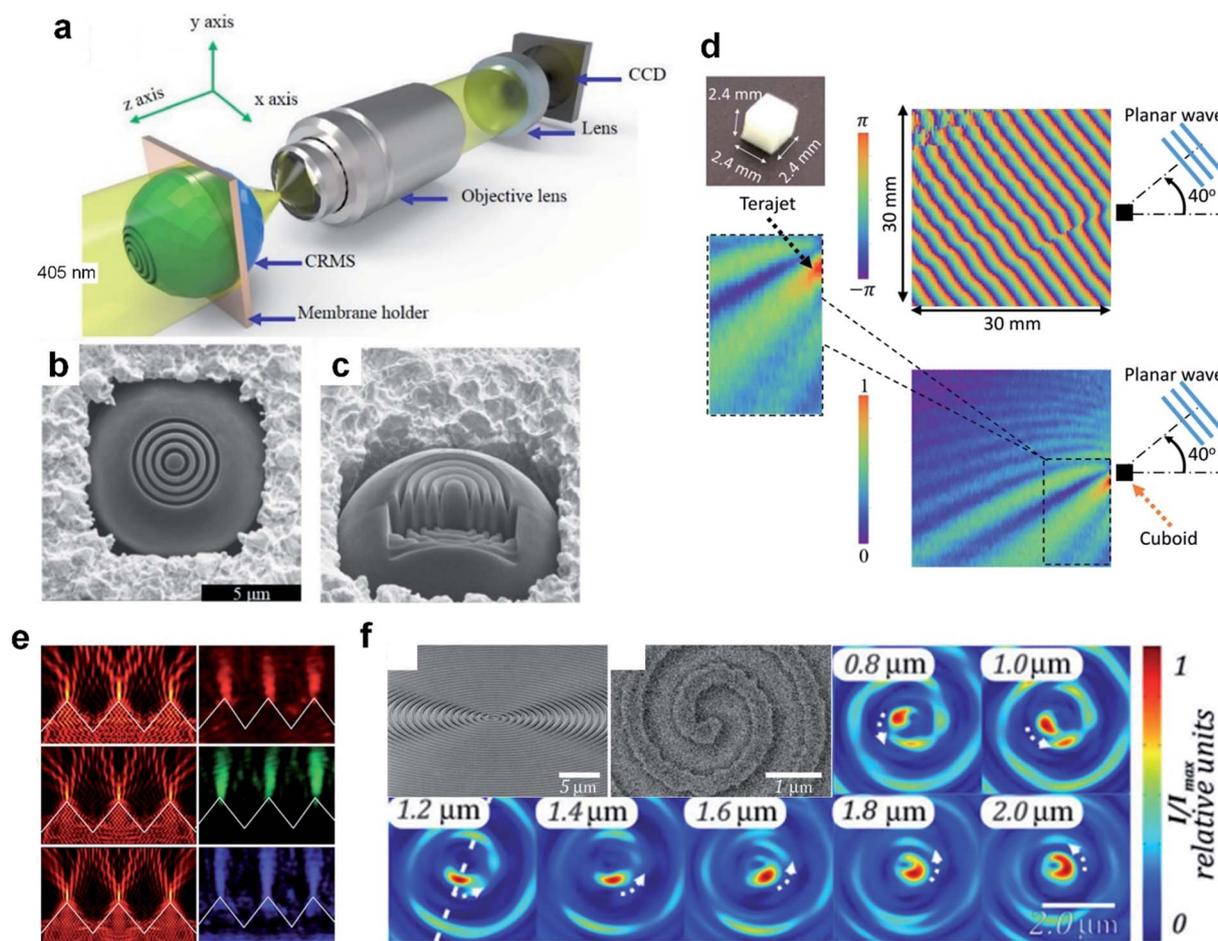 a
y axis
z axis
x axis
CCD
Lens
Objective lens
CRMS
405 nm
Membrane holder
b
5 μm
c
d
2.4 mm
2.4 mm
2.4 mm
Terajet
π
−π
30 mm
30 mm
Planar wave
40°
1
0
Planar wave
40°
Cuboid
e
f
5 μm
1 μm
0.8 μm
1.0 μm
1.2 μm
1.4 μm
1.6 μm
1.8 μm
2.0 μm
2.0 μm
1
I/Imax
relative units
0